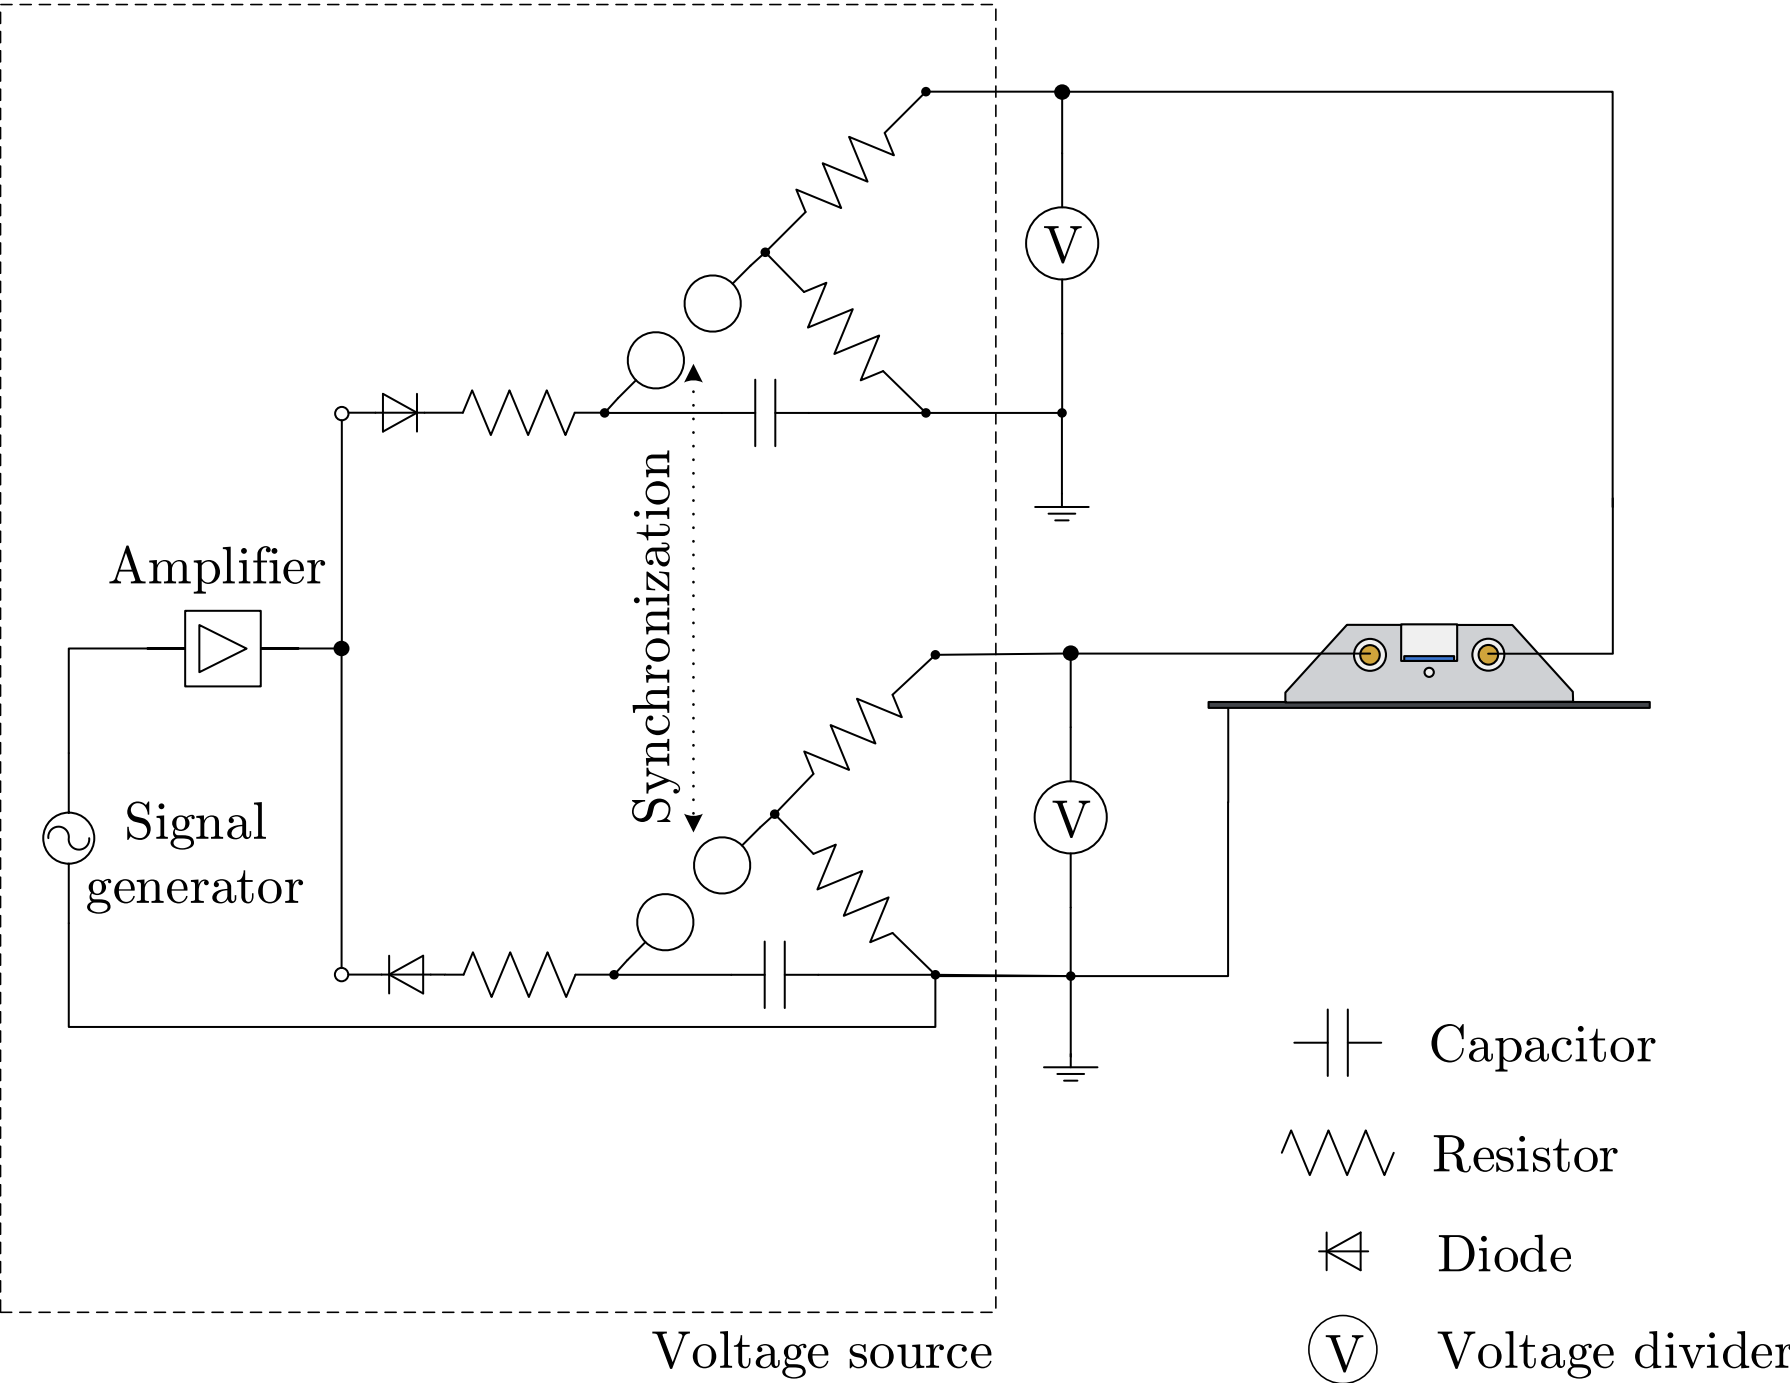 V
Amplifier
Synchronization
V
Signal
generator
Capacitor
Resistor
Diode
Voltage source
V
Voltage divider